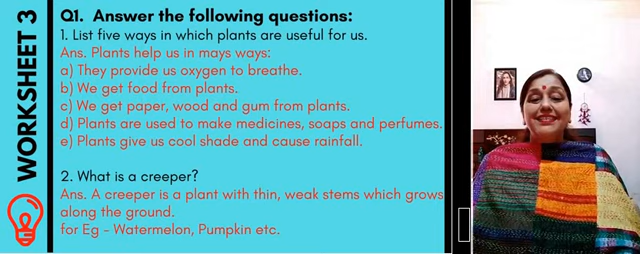 WORKSHEET 3
Q1. Answer the following questions:
1. List five ways in which plants are useful for us.
Ans. Plants help us in mays ways:
a) They provide us oxygen to breathe.
b) We get food from plants.
c) We get paper, wood and gum from plants.
d) Plants are used to make medicines, soaps and perfumes.
e) Plants give us cool shade and cause rainfall.
2. What is a creeper?
Ans. A creeper is a plant with thin, weak stems which grows
along the ground.
for Eg - Watermelon, Pumpkin etc.